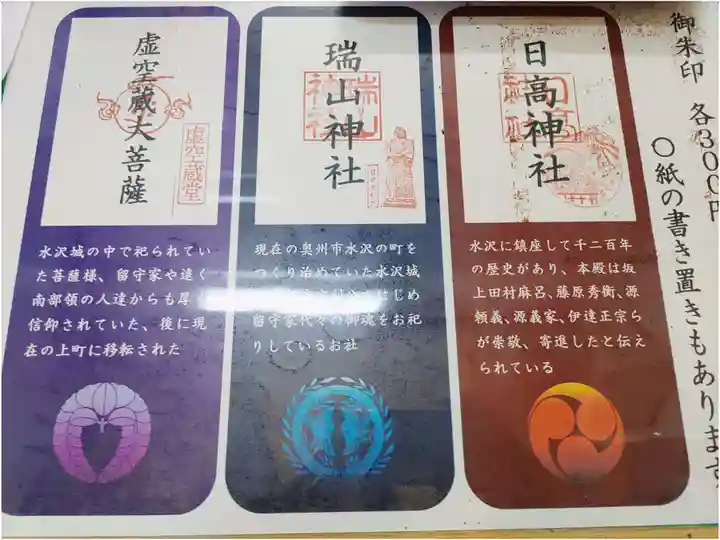 御朱印 各300円
〇紙の書き置きもあります
日高神社
水沢に鎮座して千二百年
の歴史があり、本殿は坂
上田村麻呂、藤原秀衡、源
頼義、源義家、伊達正宗ら
が崇敬、寄進したと伝え
られている
瑞山神社
現在の奥州市水沢の町を
つくり治めていた水沢城
はじめ
留守家代々の御魂をお祀
りしているお社
虚空蔵大菩薩
虚空蔵堂
水沢城の中で祀られてい
た菩薩様、留守家や遠く
南部領の人達からも厚
信仰されていた、後に現
在の上町に移転された